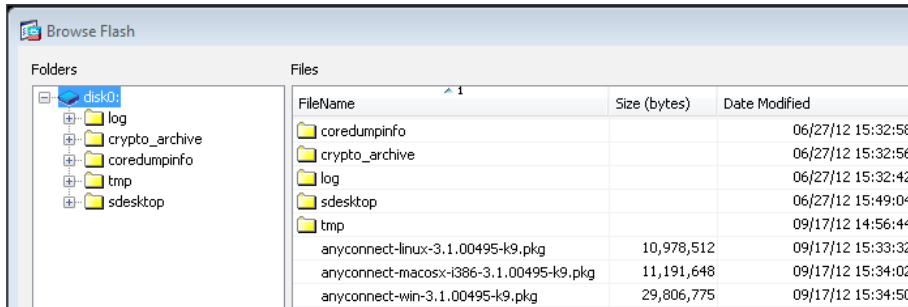 Browse Flash
Folders
Files
disk0:
log
crypto_archive
coredumpinfo
tmp
sdesktop
1
FileName Size (bytes) Date Modified
coredumpinfo 06/27/12 15:32:58
crypto_archive 06/27/12 15:32:56
log 06/27/12 15:32:42
sdesktop 06/27/12 15:49:04
tmp 09/17/12 14:56:44
anyconnect-linux-3.1.00495-k9.pkg 10,978,512 09/17/12 15:33:32
anyconnect-macosx-i386-3.1.00495-k9.pkg 11,191,648 09/17/12 15:34:02
anyconnect-win-3.1.00495-k9.pkg 29,806,775 09/17/12 15:34:50